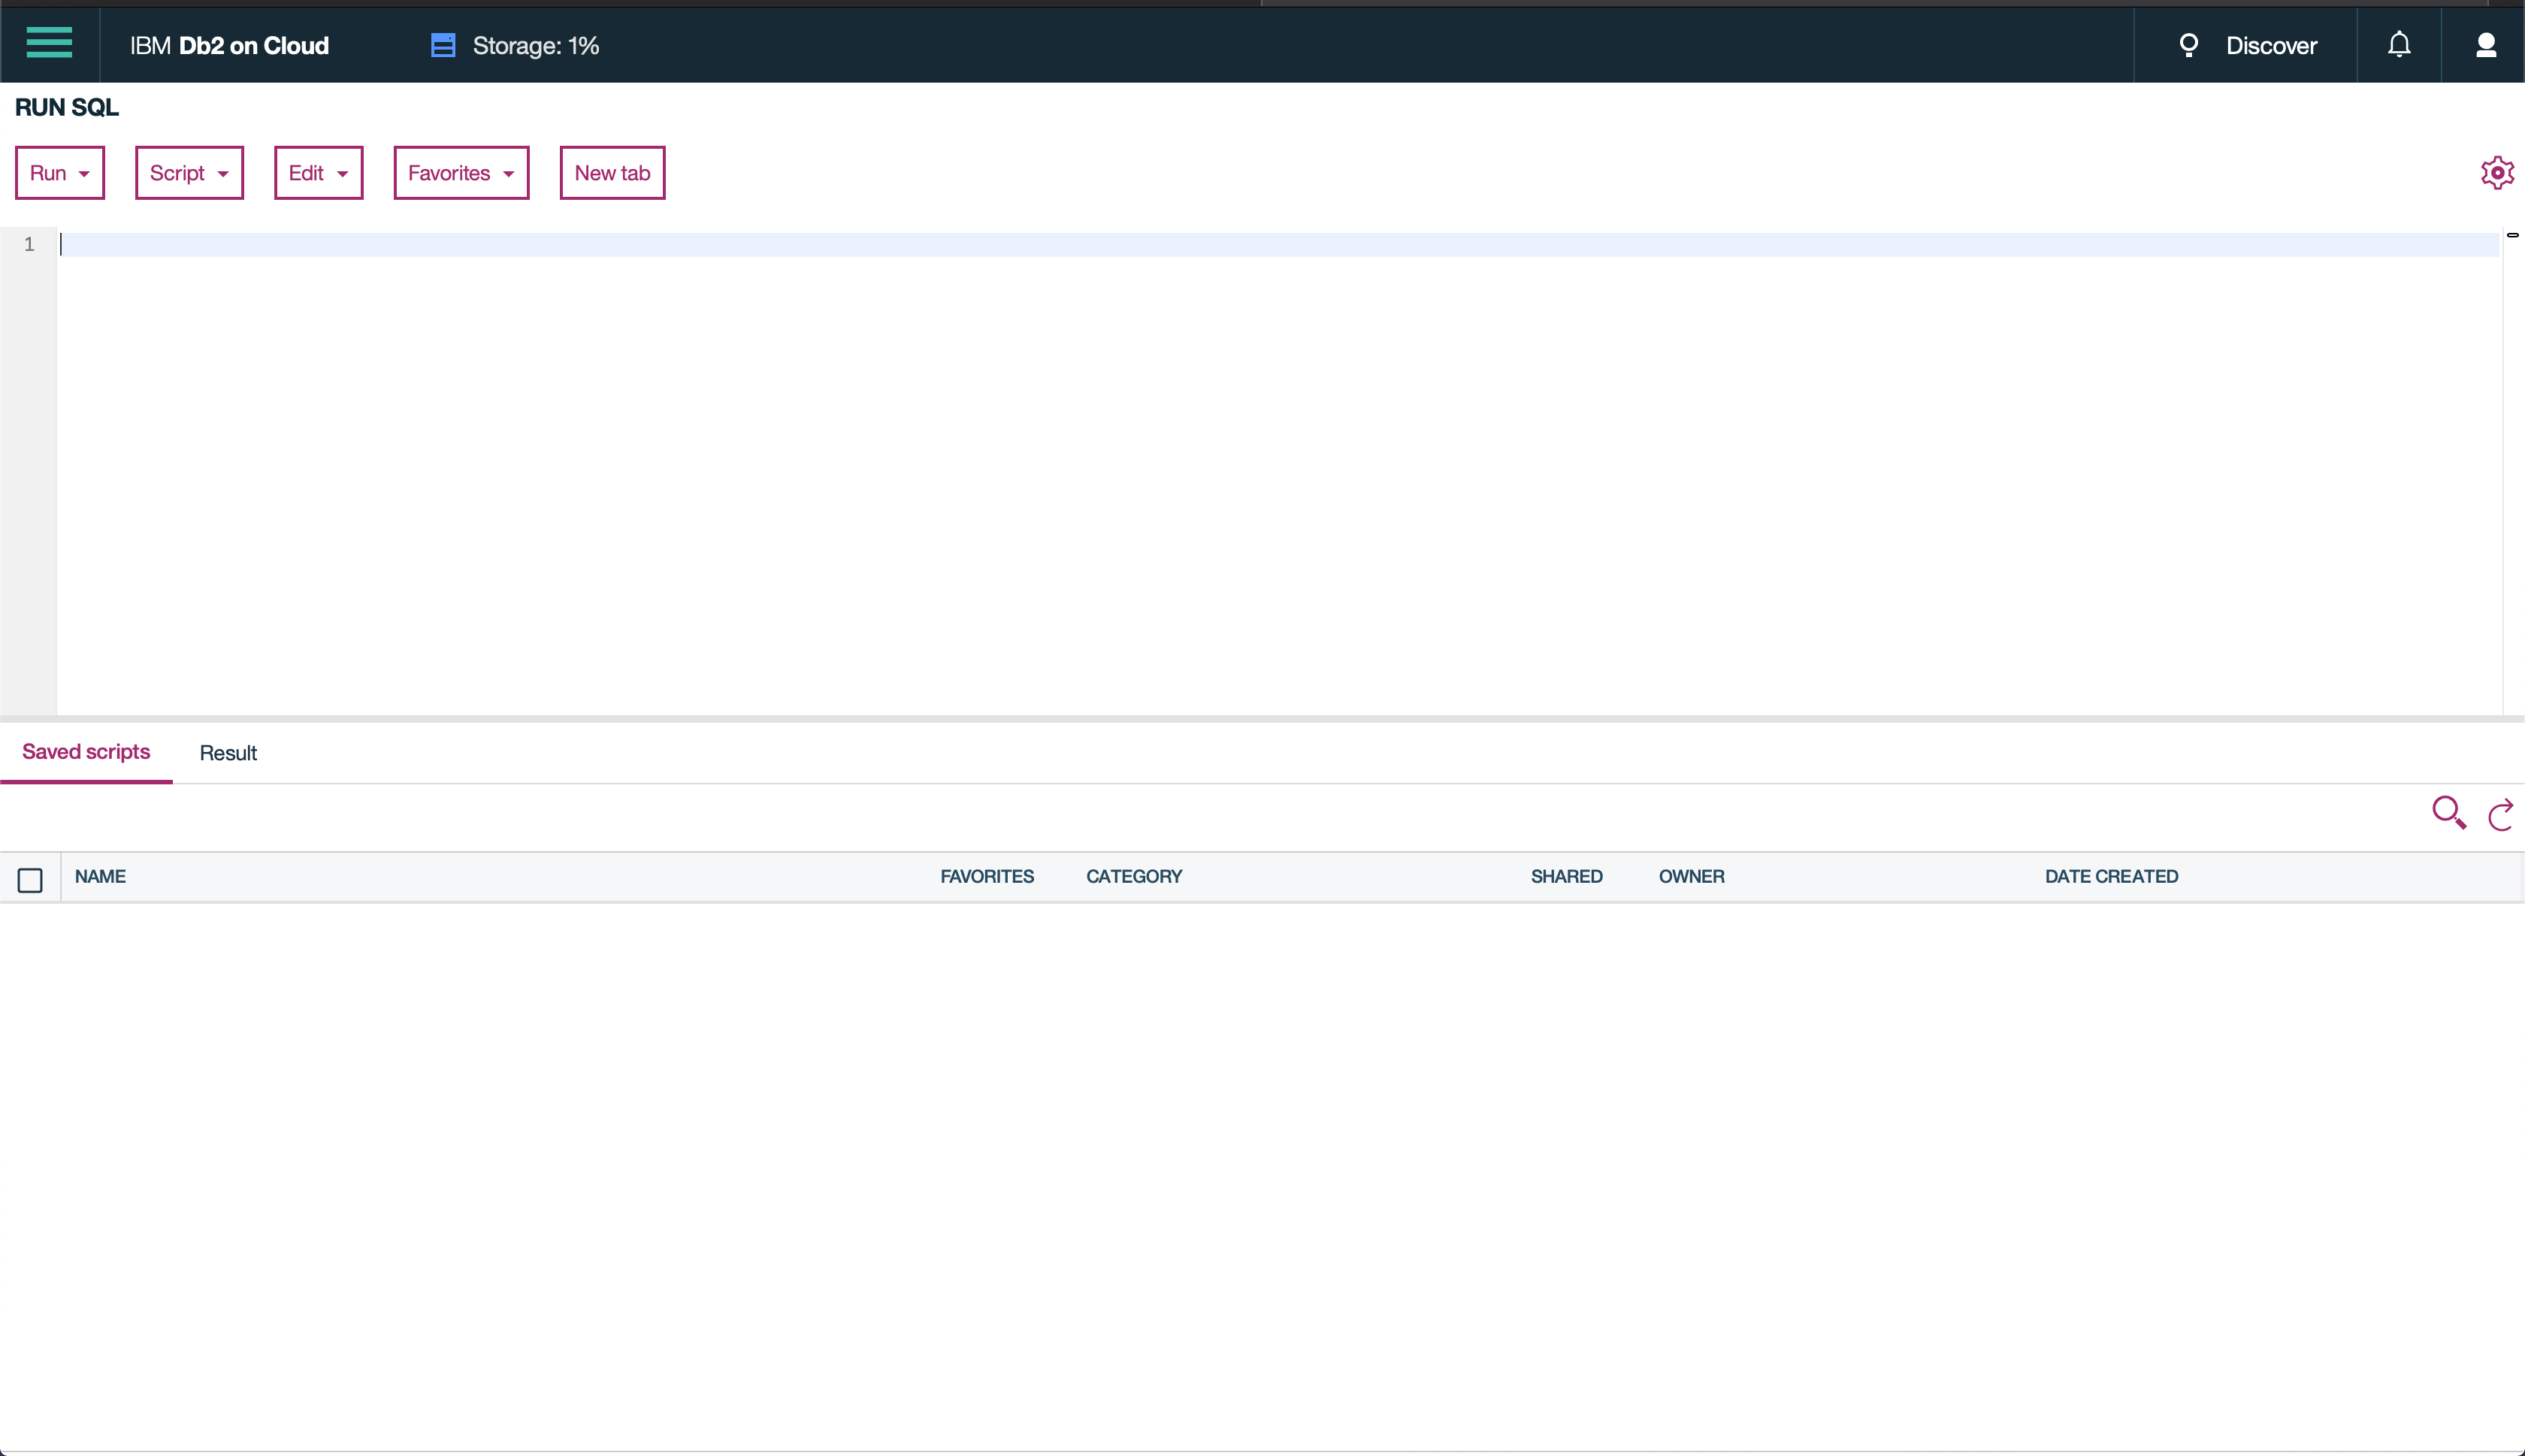 IBM Db2 on Cloud Storage: 1% Discover
RUN SQL
Run Script Edit Favorites New tab
1
Saved scripts Result
NAME FAVORITES CATEGORY SHARED OWNER DATE CREATED